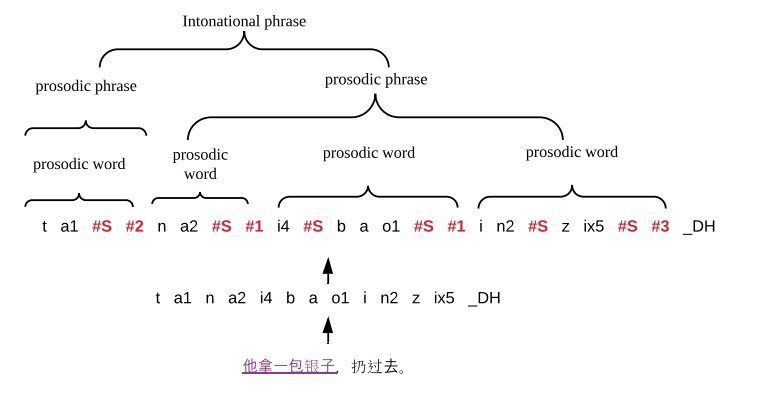 Intonational phrase
prosodic phrase
prosodic phrase
prosodic word
prosodic word
prosodic word
prosodic word
t a1 #S #2 n a2 #S #1 i4 #S b a o1 #S #1 i n2 #S z ix5 #S #3 _DH
t a1 n a2 i4 b a o1 i n2 z ix5 _DH
他拿一包银子，扔过去。